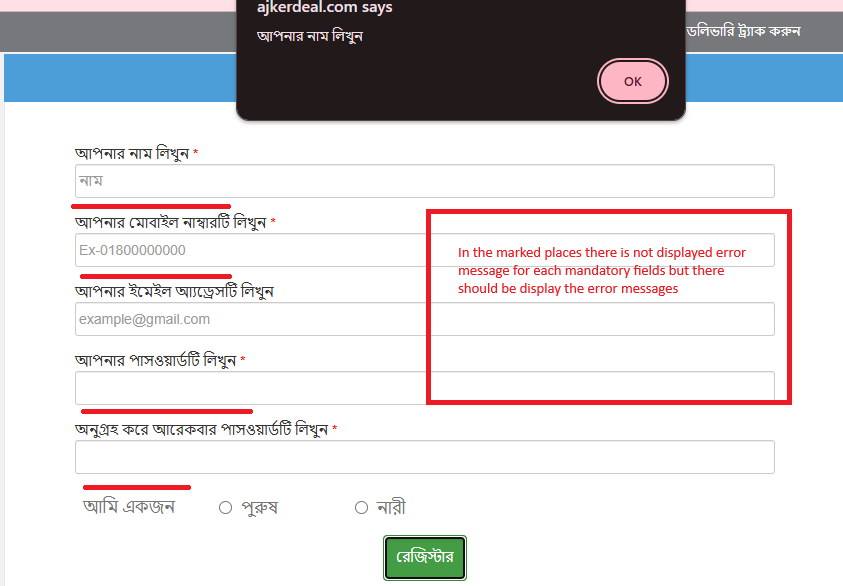 ajkerdeal.com says
আপনার নাম লিখুন
OK
ডেলিভারি ট্র্যাক করুন
আপনার নাম লিখুন *
নাম
আপনার মোবাইল নাম্বারটি লিখুন *
Ex-01800000000
In the marked places there is not displayed error
message for each mandatory fields but there
should be display the error messages
আপনার ইমেইল অ্যাড্রেসটি লিখুন
example@gmail.com
আপনার পাসওয়ার্ডটি লিখুন *
অনুগ্রহ করে আরেকবার পাসওয়ার্ডটি লিখুন *
আমি একজন পুরুষ নারী
রেজিস্টার